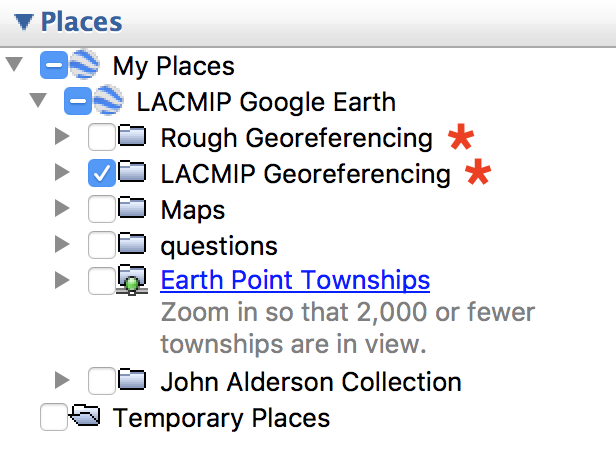 Places
My Places
LACMIP Google Earth
Rough Georeferencing *
LACMIP Georeferencing *
Maps
questions
Earth Point Townships
Zoom in so that 2,000 or fewer
townships are in view.
John Alderson Collection
Temporary Places